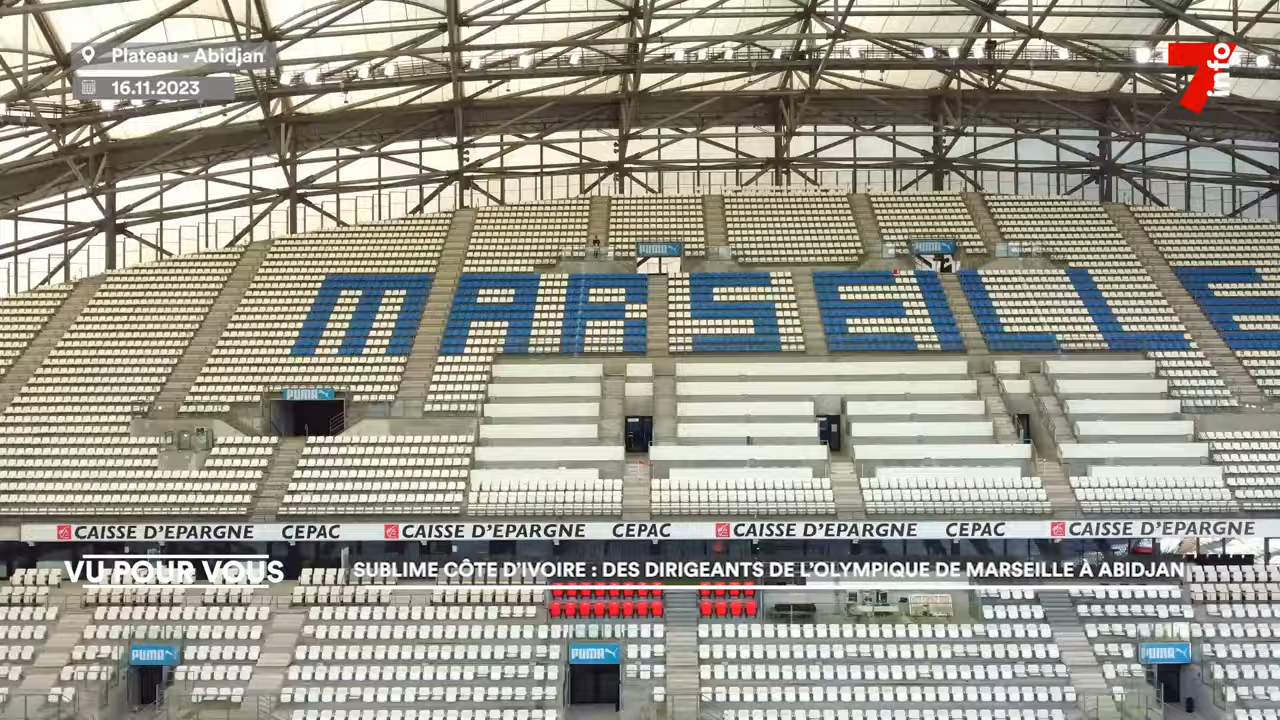 Plateau - Abidjan
16.11.2023
7 info
PUMA
PUMA
MARSEILLE
PUMA
CAISSE D'EPARGNE CEPAC CAISSE D'EPARGNE CEPAC CAISSE D'EPARGNE CEPAC CAISSE D'EPARGNE
VU POUR VOUS
SUBLIME CÔTE D'IVOIRE : DES DIRIGEANTS DE L'OLYMPIQUE DE MARSEILLE À ABIDJAN
PUMA
PUMA
PUMA